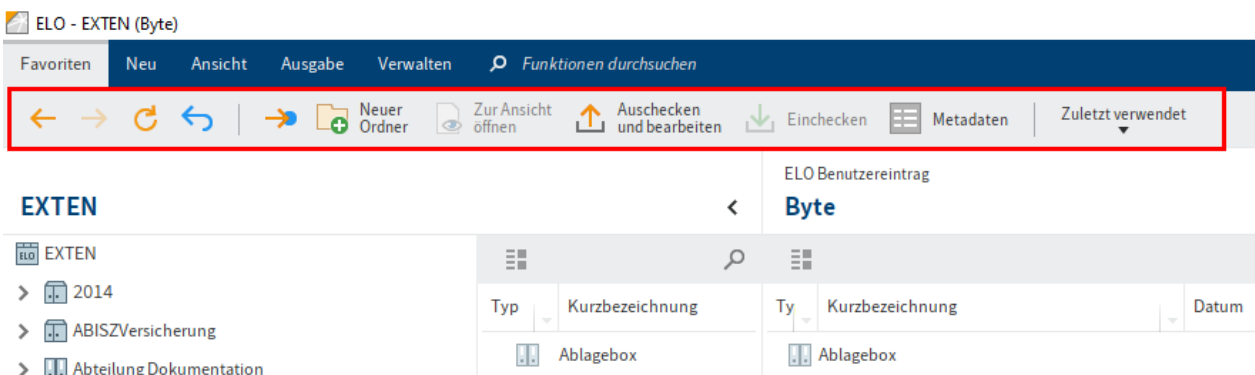 ELO - EXTEN (Byte)
Favoriten Neu Ansicht Ausgabe Verwalten Funktionen durchsuchen
Neuer Ordner
Zur Ansicht öffnen
Auschecken und bearbeiten
Einchecken
Metadaten
Zuletzt verwendet
EXTEN
ELO Benutzereintrag
Byte
ELO EXTEN
2014
ABISZVersicherung
Abteilung Dokumentation
Typ Kurzbezeichnung
Ablagebox
Ty Kurzbezeichnung Datum
Ablagebox